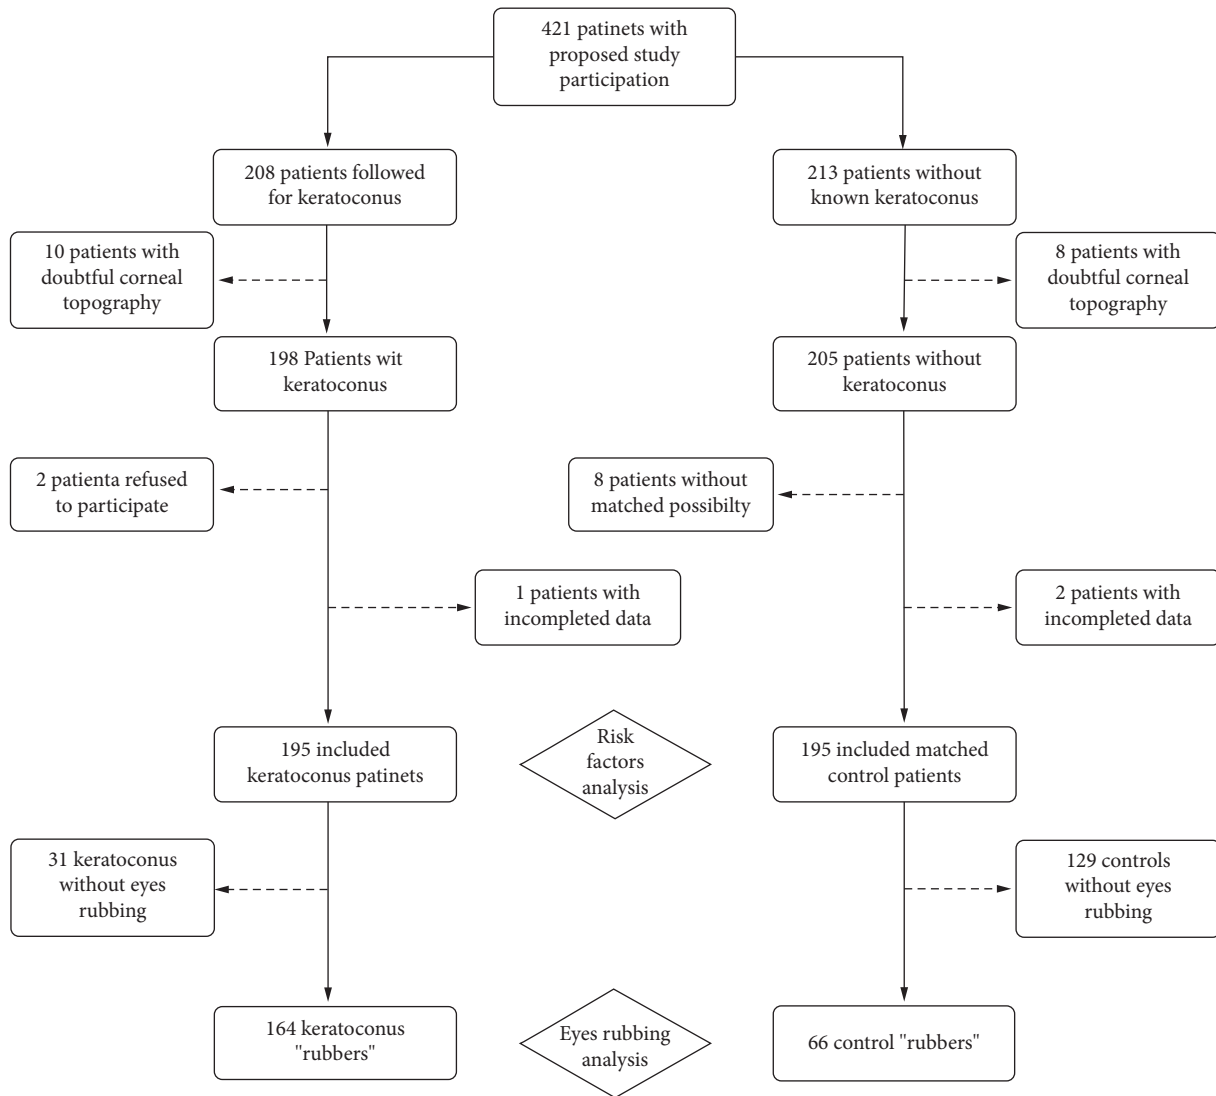 421 patinets with
proposed study
participation
208 patients followed
for keratoconus
213 patients without
known keratoconus
10 patients with
doubtful corneal
topography
8 patients with
doubtful corneal
topography
198 Patients wit
keratoconus
205 patients without
keratoconus
2 patienta refused
to participate
8 patients without
matched possibilty
1 patients with
incompleted data
2 patients with
incompleted data
195 included
keratoconus patinets
Risk
factors
analysis
195 included matched
control patients
31 keratoconus
without eyes
rubbing
129 controls
without eyes
rubbing
164 keratoconus
"rubbers"
Eyes rubbing
analysis
66 control "rubbers"